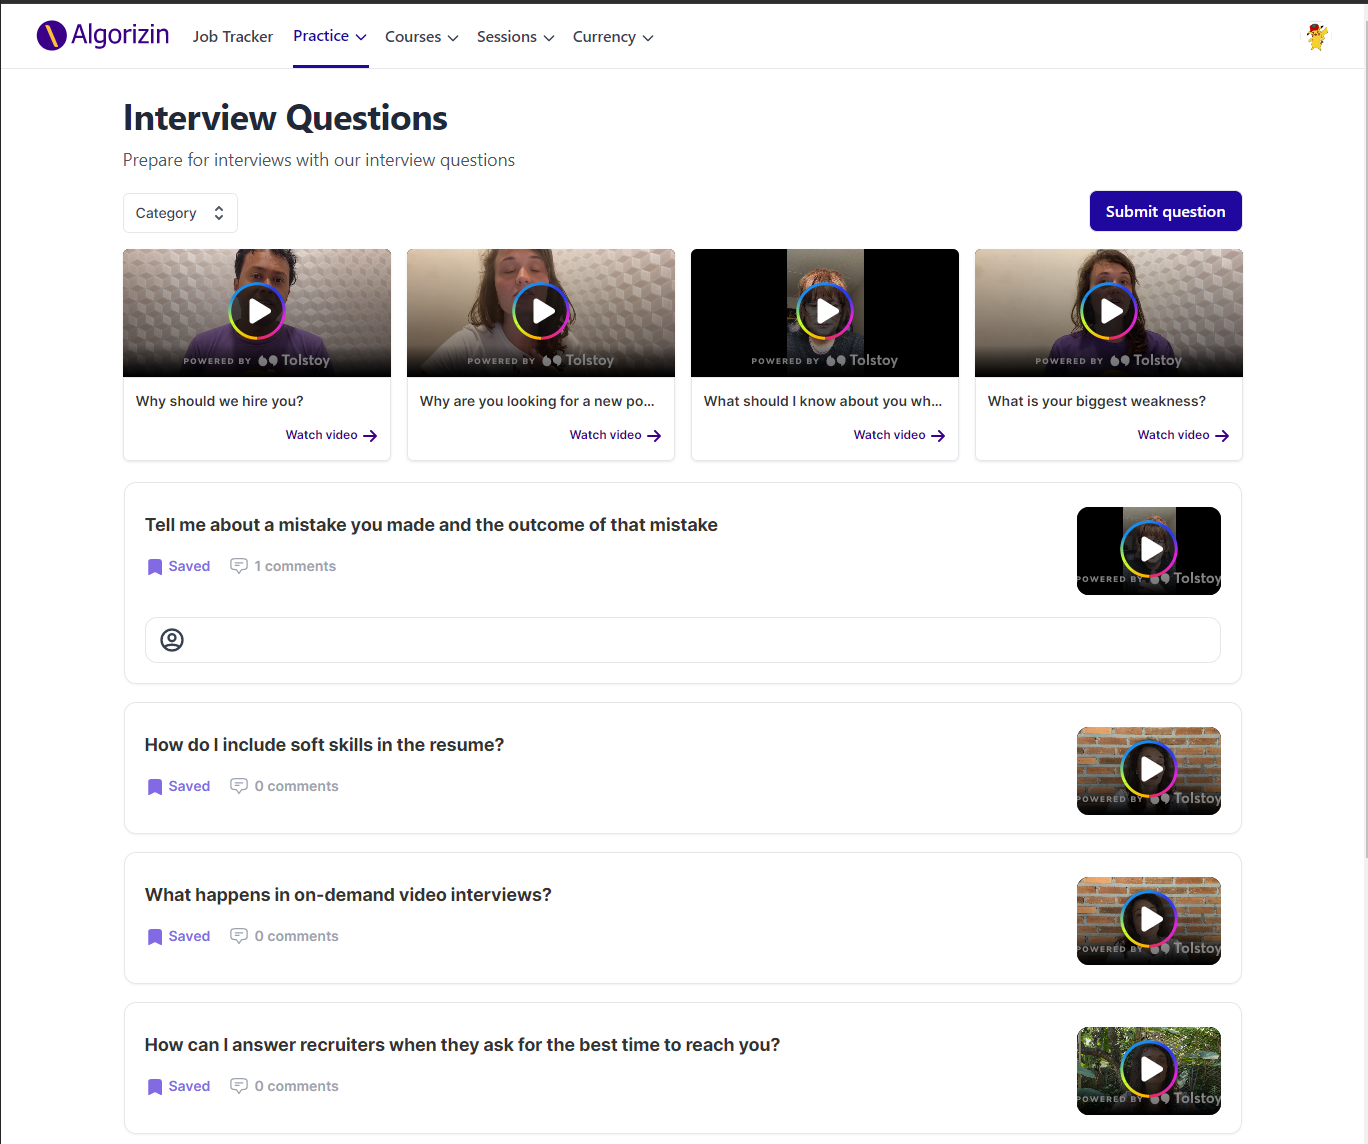 Algorizin
Job Tracker
Practice
Courses
Sessions
Currency
Interview Questions
Prepare for interviews with our interview questions
Category
Submit question
POWERED BY Tolstoy
POWERED BY Tolstoy
POWERED BY Tolstoy
POWERED BY Tolstoy
Why should we hire you?
Why are you looking for a new po...
What should I know about you wh...
What is your biggest weakness?
Watch video
Watch video
Watch video
Watch video
Tell me about a mistake you made and the outcome of that mistake
Saved
1 comments
POWERED BY Tolstoy
How do I include soft skills in the resume?
Saved
0 comments
POWERED BY Tolstoy
What happens in on-demand video interviews?
Saved
0 comments
POWERED BY Tolstoy
How can I answer recruiters when they ask for the best time to reach you?
Saved
0 comments
POWERED BY Tolstoy